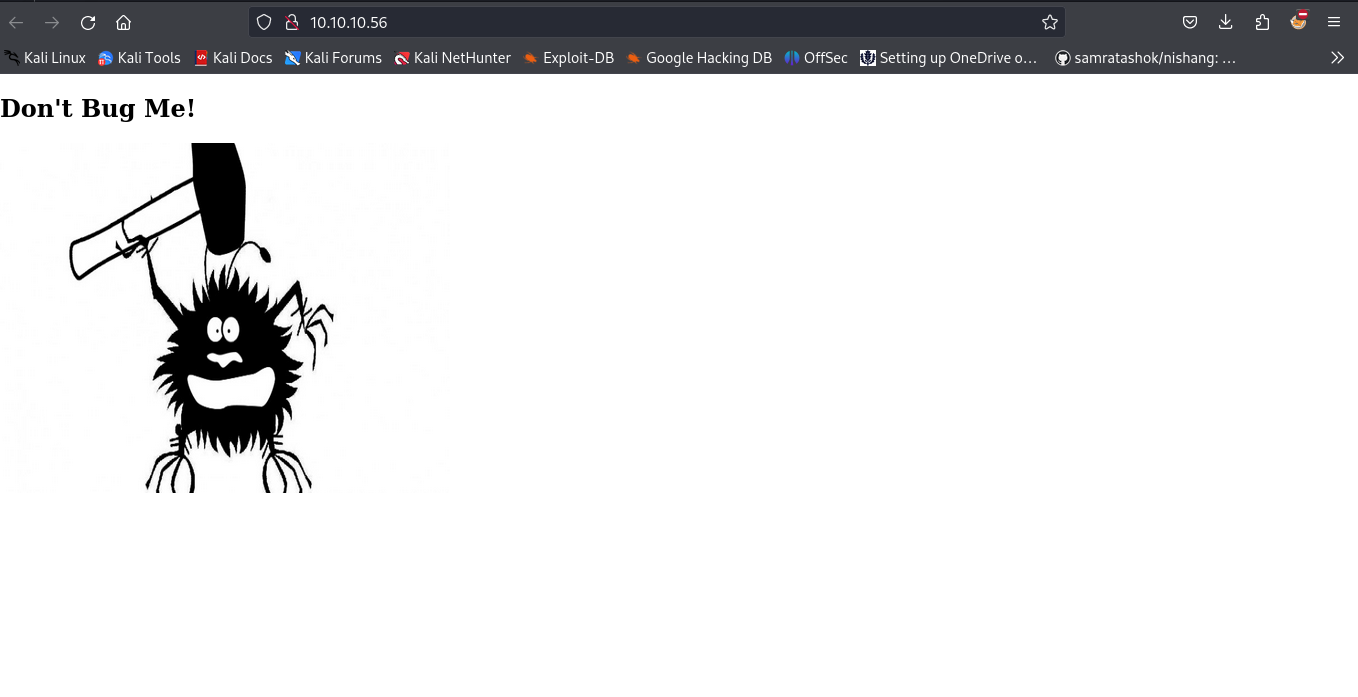 10.10.10.56
Kali Linux Kali Tools Kali Docs Kali Forums Kali NetHunter Exploit-DB Google Hacking DB OffSec Setting up OneDrive o… samratashok/nishang: …
Don't Bug Me!